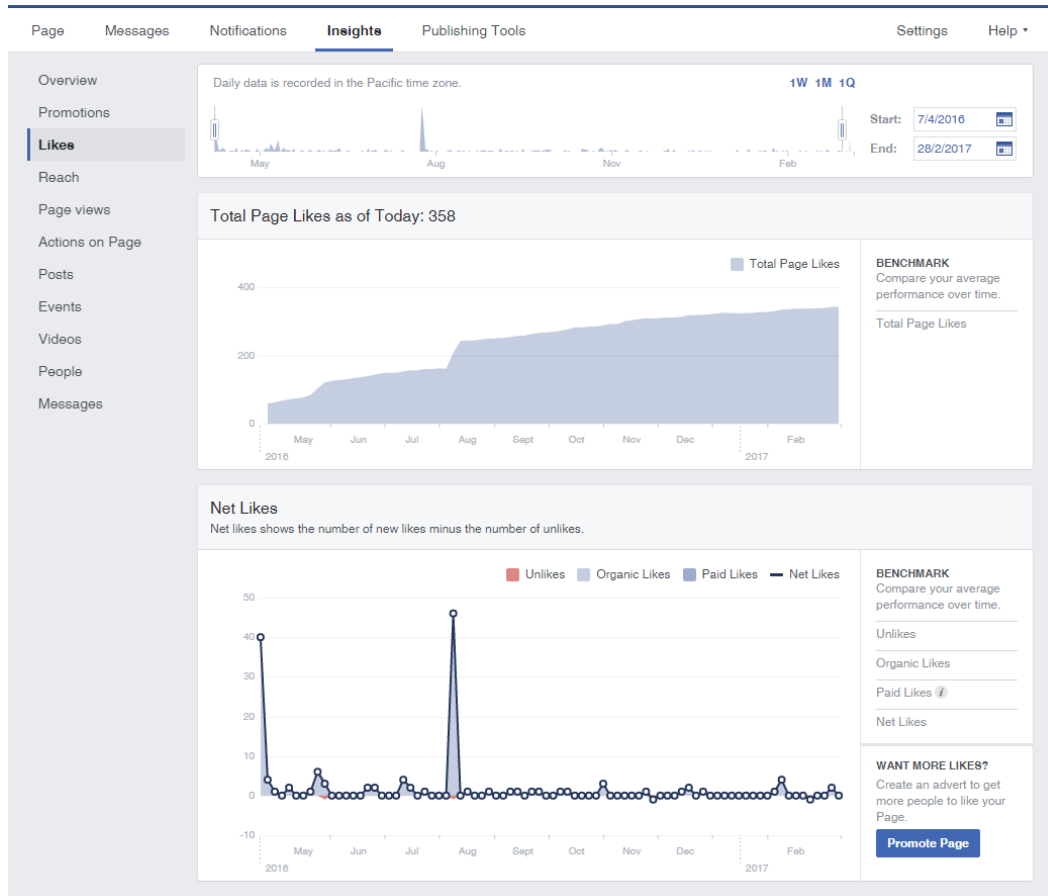 Page Messages Notifications Insights Publishing Tools Settings Help
Overview
Promotions
Likes
Reach
Page views
Actions on Page
Posts
Events
Videos
People
Messages
Daily data is recorded in the Pacific time zone.
1W 1M 1Q
May Aug Nov Feb
Start: 7/4/2016
End: 28/2/2017
Total Page Likes as of Today: 358
Total Page Likes
400
200
0
May Jun Jul Aug Sept Oct Nov Dec Feb
2016 2017
BENCHMARK
Compare your average
performance over time.
Total Page Likes
Net Likes
Net likes shows the number of new likes minus the number of unlikes.
Unlikes Organic Likes Paid Likes Net Likes
50
40
30
20
10
0
-10
May Jun Jul Aug Sept Oct Nov Dec Feb
2016 2017
BENCHMARK
Compare your average
performance over time.
Unlikes
Organic Likes
Paid Likes i
Net Likes
WANT MORE LIKES?
Create an advert to get
more people to like your
Page.
Promote Page